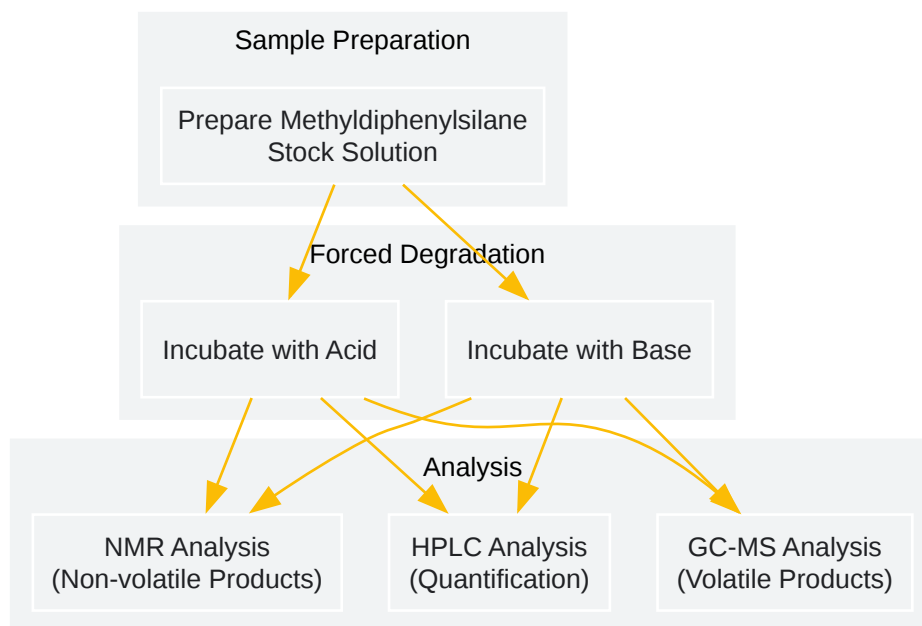 Sample Preparation
Prepare Methyldiphenylsilane
Stock Solution
Forced Degradation
Incubate with Acid
Incubate with Base
Analysis
NMR Analysis
(Non-volatile Products)
HPLC Analysis
(Quantification)
GC-MS Analysis
(Volatile Products)